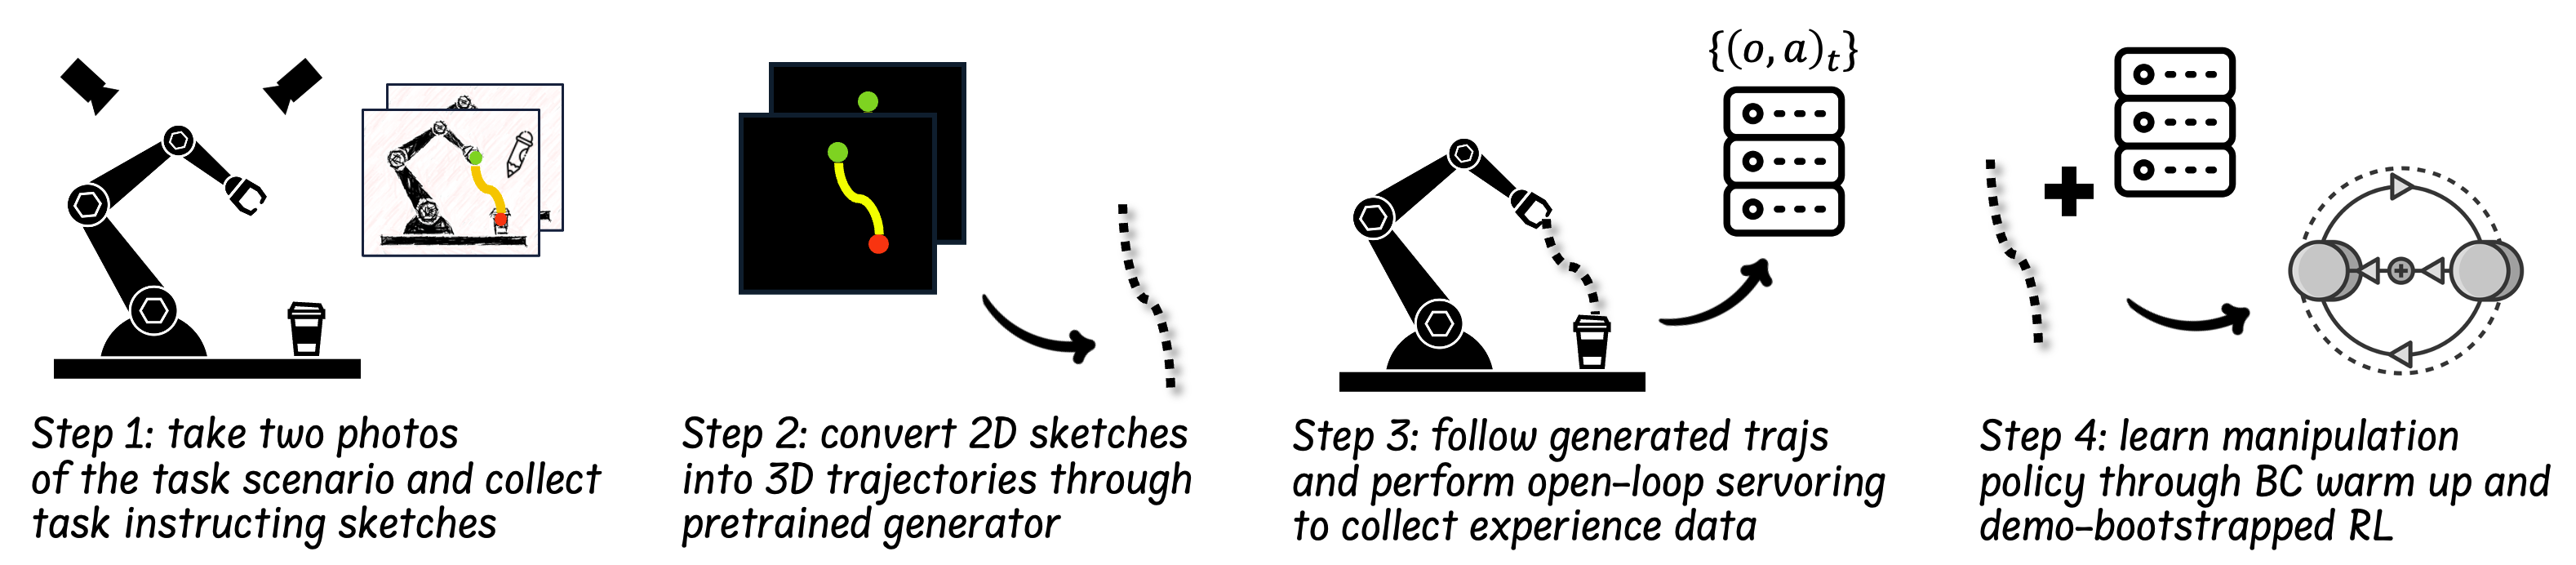 {(o, a)ₜ}
Step 1: take two photos
of the task scenario and collect
task instructing sketches
Step 2: convert 2D sketches
into 3D trajectories through
pretrained generator
Step 3: follow generated trajs
and perform open-loop servoring
to collect experience data
Step 4: learn manipulation
policy through BC warm up and
demo-bootstrapped RL